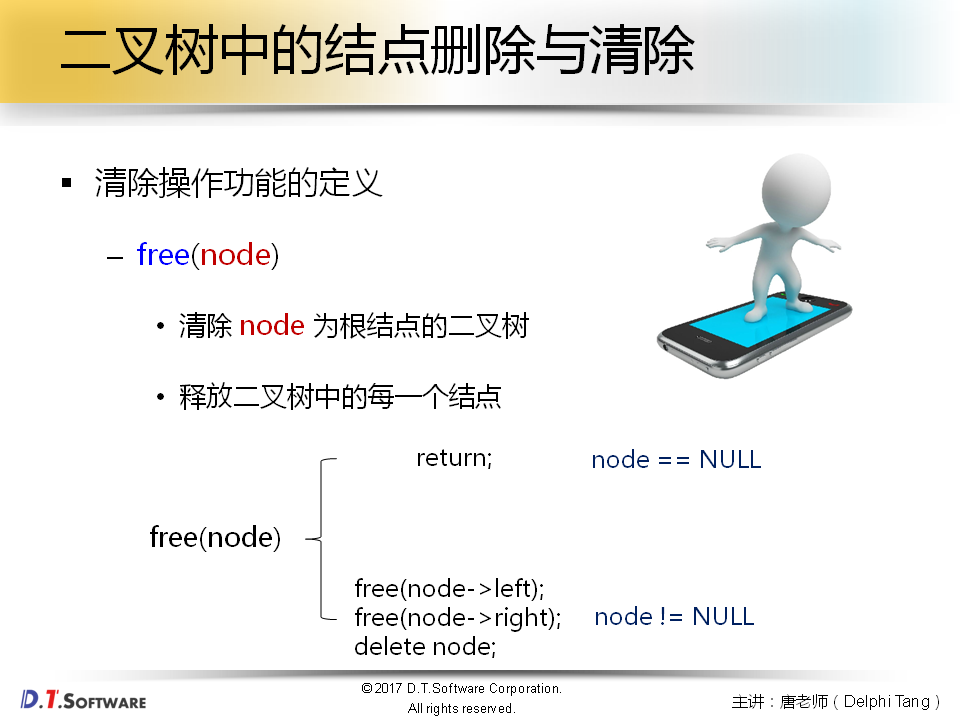 二叉树中的结点删除与清除
▪ 清除操作功能的定义
– free(node)
• 清除 node 为根结点的二叉树
• 释放二叉树中的每一个结点
return; node == NULL
free(node)
free(node->left);
free(node->right); node != NULL
delete node;
D.T.SOFTWARE
©2017 D.T.Software Corporation.
All rights reserved.
主讲：唐老师（Delphi Tang）